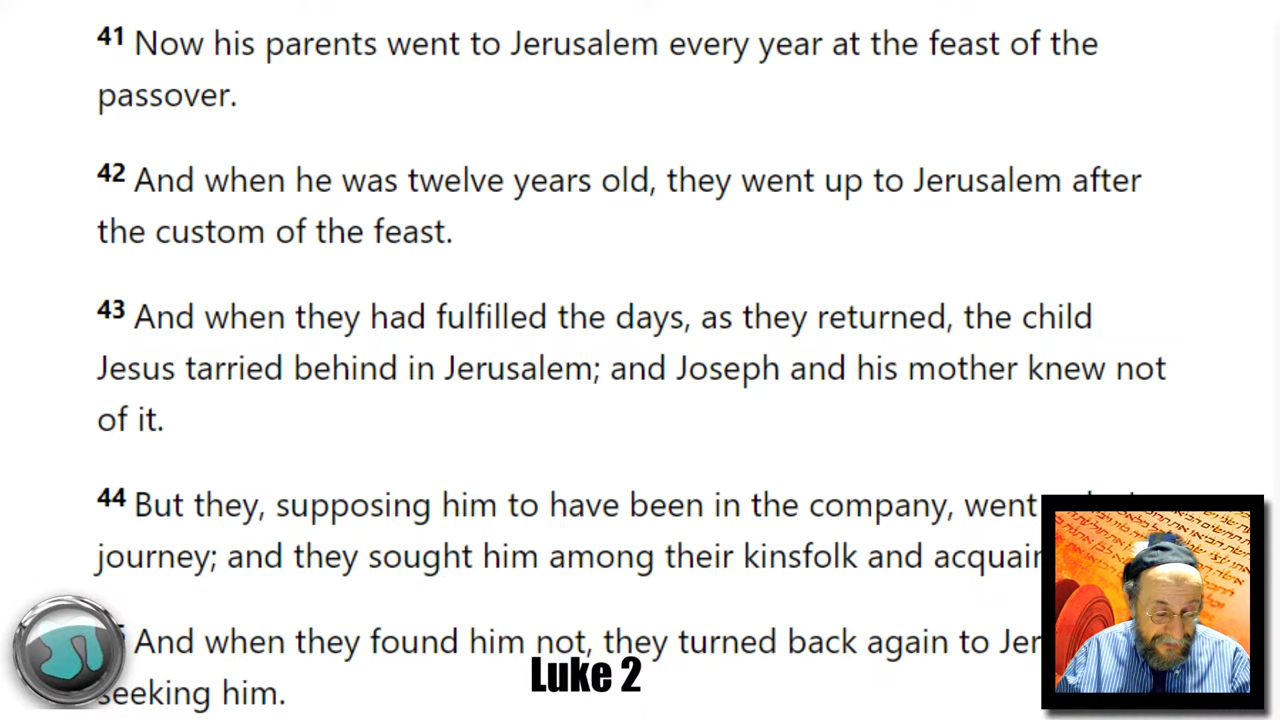 41 Now his parents went to Jerusalem every year at the feast of the
passover.
42 And when he was twelve years old, they went up to Jerusalem after
the custom of the feast.
43 And when they had fulfilled the days, as they returned, the child
Jesus tarried behind in Jerusalem; and Joseph and his mother knew not
of it.
44 But they, supposing him to have been in the company, went
journey; and they sought him among their kinsfolk and
And when they found him not, they turned back again to
seeking him.
Luke 2